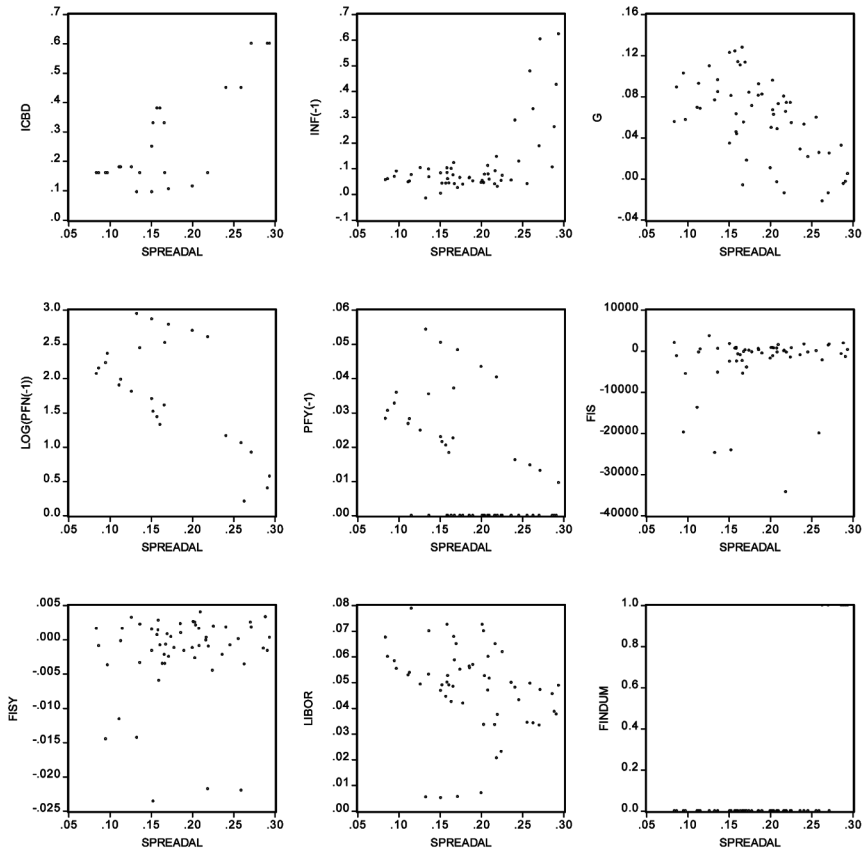 .7
.6
.5
.4
.3
.2
.1
.0
ICBD
.05 .10 .15 .20 .25 .30
SPREADAL
.7
.6
.5
.4
.3
.2
.1
.0
-.1
INF(-1)
.05 .10 .15 .20 .25 .30
SPREADAL
.16
.12
.08
.04
.00
-.04
G
.05 .10 .15 .20 .25 .30
SPREADAL
3.0
2.5
2.0
1.5
1.0
0.5
0.0
LOG(PFN(-1))
.05 .10 .15 .20 .25 .30
SPREADAL
.06
.05
.04
.03
.02
.01
.00
PFY(-1)
.05 .10 .15 .20 .25 .30
SPREADAL
10000
0
-10000
-20000
-30000
-40000
FIS
.05 .10 .15 .20 .25 .30
SPREADAL
.005
.000
-.005
-.010
-.015
-.020
-.025
FISY
.05 .10 .15 .20 .25 .30
SPREADAL
.08
.07
.06
.05
.04
.03
.02
.01
.00
LIBOR
.05 .10 .15 .20 .25 .30
SPREADAL
1.0
0.8
0.6
0.4
0.2
0.0
FINDUM
.05 .10 .15 .20 .25 .30
SPREADAL